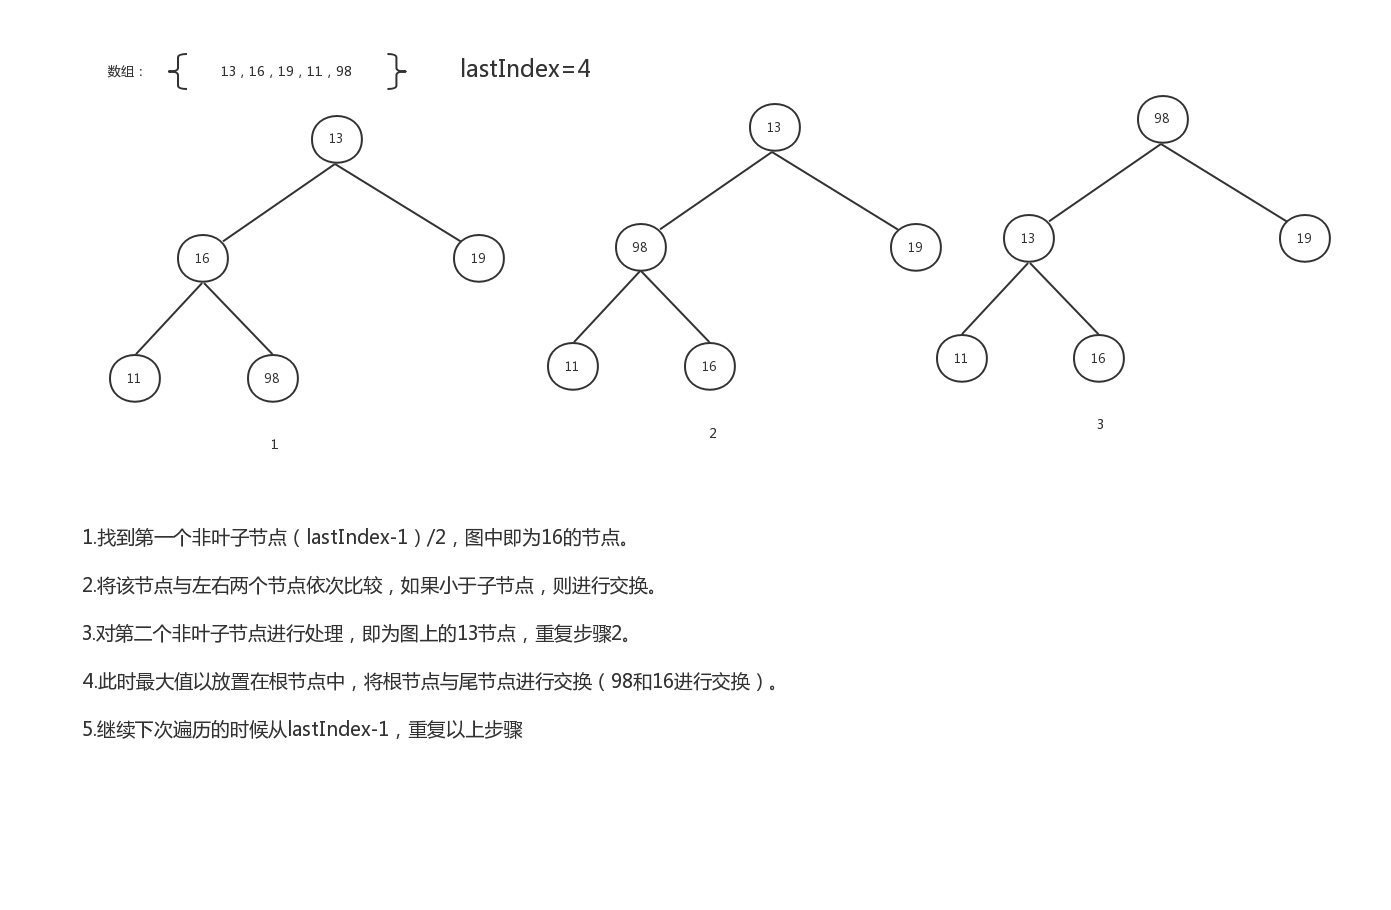 数组： { 13 , 16 , 19 , 11 , 98 } lastIndex=4
13
16 19
11 98
1
13
98 19
11 16
2
98
13 19
11 16
3
1.找到第一个非叶子节点（lastIndex-1）/2，图中即为16的节点。
2.将该节点与左右两个节点依次比较，如果小于子节点，则进行交换。
3.对第二个非叶子节点进行处理，即为图上的13节点，重复步骤2。
4.此时最大值以放置在根节点中，将根节点与尾节点进行交换（98和16进行交换）。
5.继续下次遍历的时候从lastIndex-1，重复以上步骤